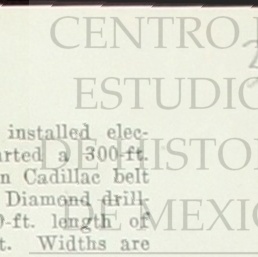 CENTRO
ESTUDIO
DE HISTO
DE MEXIC
installed elec-
arted a 300-ft.
n Cadillac belt
Diamond drill
0-ft. length of
t. Widths are